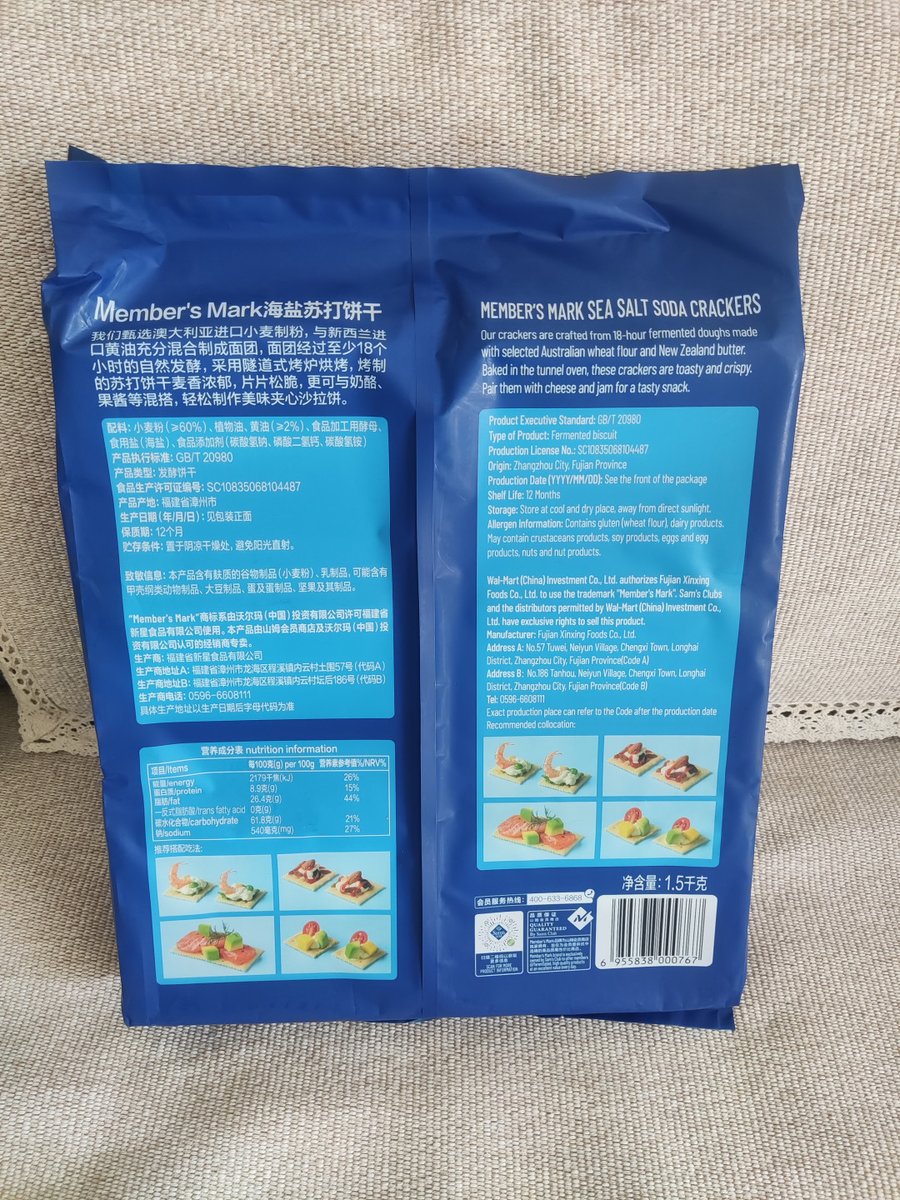 Member's Mark海盐苏打饼干
我们甄选澳大利亚进口小麦制粉，与新西兰进
口黄油充分混合制成面团，面团经过至少18个
小时的自然发酵，采用隧道式烤炉烘烤，烤制
的苏打饼干麦香浓郁，片片松脆，更可与奶酪、
果酱等混搭，轻松制作美味夹心沙拉饼。
配料：小麦粉（≥60%）、植物油、黄油（≥2%）、食品加工用酵母、
食用盐（海盐）、食品添加剂（碳酸氢钠、磷酸二氢钙、碳酸氢铵）
产品执行标准：GB/T 20980
产品类型：发酵饼干
食品生产许可证编号：SC10835068104487
产品产地：福建省漳州市
生产日期（年/月/日）：见包装正面
保质期：12个月
贮存条件：置于阴凉干燥处，避免阳光直射。
致敏信息：本产品含有麸质的谷物制品（小麦粉）、乳制品，可能含有
甲壳纲类动物制品、大豆制品、蛋及蛋制品、坚果及其制品。
"Member's Mark"商标系由沃尔玛（中国）投资有限公司许可福建省
新星食品有限公司使用。本产品由山姆会员商店及沃尔玛（中国）投
资有限公司认可的经销商专卖。
生产商：福建省新星食品有限公司
生产商地址A：福建省漳州市龙海区程溪镇内云村土围57号（代码A）
生产商地址B：福建省漳州市龙海区程溪镇内云村坛后186号（代码B）
生产商电话：0596-6608111
具体生产地址以生产日期后字母代码为准
营养成分表 nutrition information
项目/Items 每100克(g) per 100g 营养素参考值%/NRV%
能量/energy 2179千焦(kJ) 26%
蛋白质/protein 8.9克(g) 15%
脂肪/fat 26.4克(g) 44%
一反式脂肪酸/trans fatty acid 0克(g)
碳水化合物/carbohydrate 61.8克(g) 21%
钠/sodium 540毫克(mg) 27%
推荐搭配吃法:
MEMBER'S MARK SEA SALT SODA CRACKERS
Our crackers are crafted from 18-hour fermented doughs made
with selected Australian wheat flour and New Zealand butter.
Baked in the tunnel oven, these crackers are toasty and crispy.
Pair them with cheese and jam for a tasty snack.
Product Executive Standard: GB/T 20980
Type of Product: Fermented biscuit
Production License No.: SC10835068104487
Origin: Zhangzhou City, Fujian Province
Production Date (YYYY/MM/DD): See the front of the package
Shelf Life: 12 Months
Storage: Store at cool and dry place, away from direct sunlight.
Allergen Information: Contains gluten (wheat flour), dairy products.
May contain crustaceans products, soy products, eggs and egg
products, nuts and nut products.
Wal-Mart (China) Investment Co., Ltd. authorizes Fujian Xinxing
Foods Co., Ltd. to use the trademark "Member's Mark". Sam's Clubs
and the distributors permitted by Wal-Mart (China) Investment Co.,
Ltd. have exclusive rights to sell this product.
Manufacturer: Fujian Xinxing Foods Co., Ltd.
Address A: No.57 Tuwei, Neiyun Village, Chengxi Town, Longhai
District, Zhangzhou City, Fujian Province(Code A)
Address B: No.186 Tanhou, Neiyun Village, Chengxi Town, Longhai
District, Zhangzhou City, Fujian Province(Code B)
Tel: 0596-6608111
Exact production place can refer to the Code after the production date
Recommended collocation:
净含量：1.5千克
会员服务热线: 400-633-6868
SCAN FOR MORE
PRODUCT INFORMATION
品质保证
QUALITY
GUARANTEED
By Sams Club
6 955838 000767